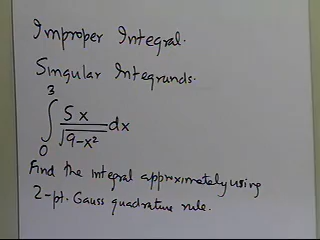 Improper Integral.
Singular Integrands.
∫₀³ 5x/√(9-x²) dx
Find the integral approximately using
2-pt. Gauss quadrature rule.